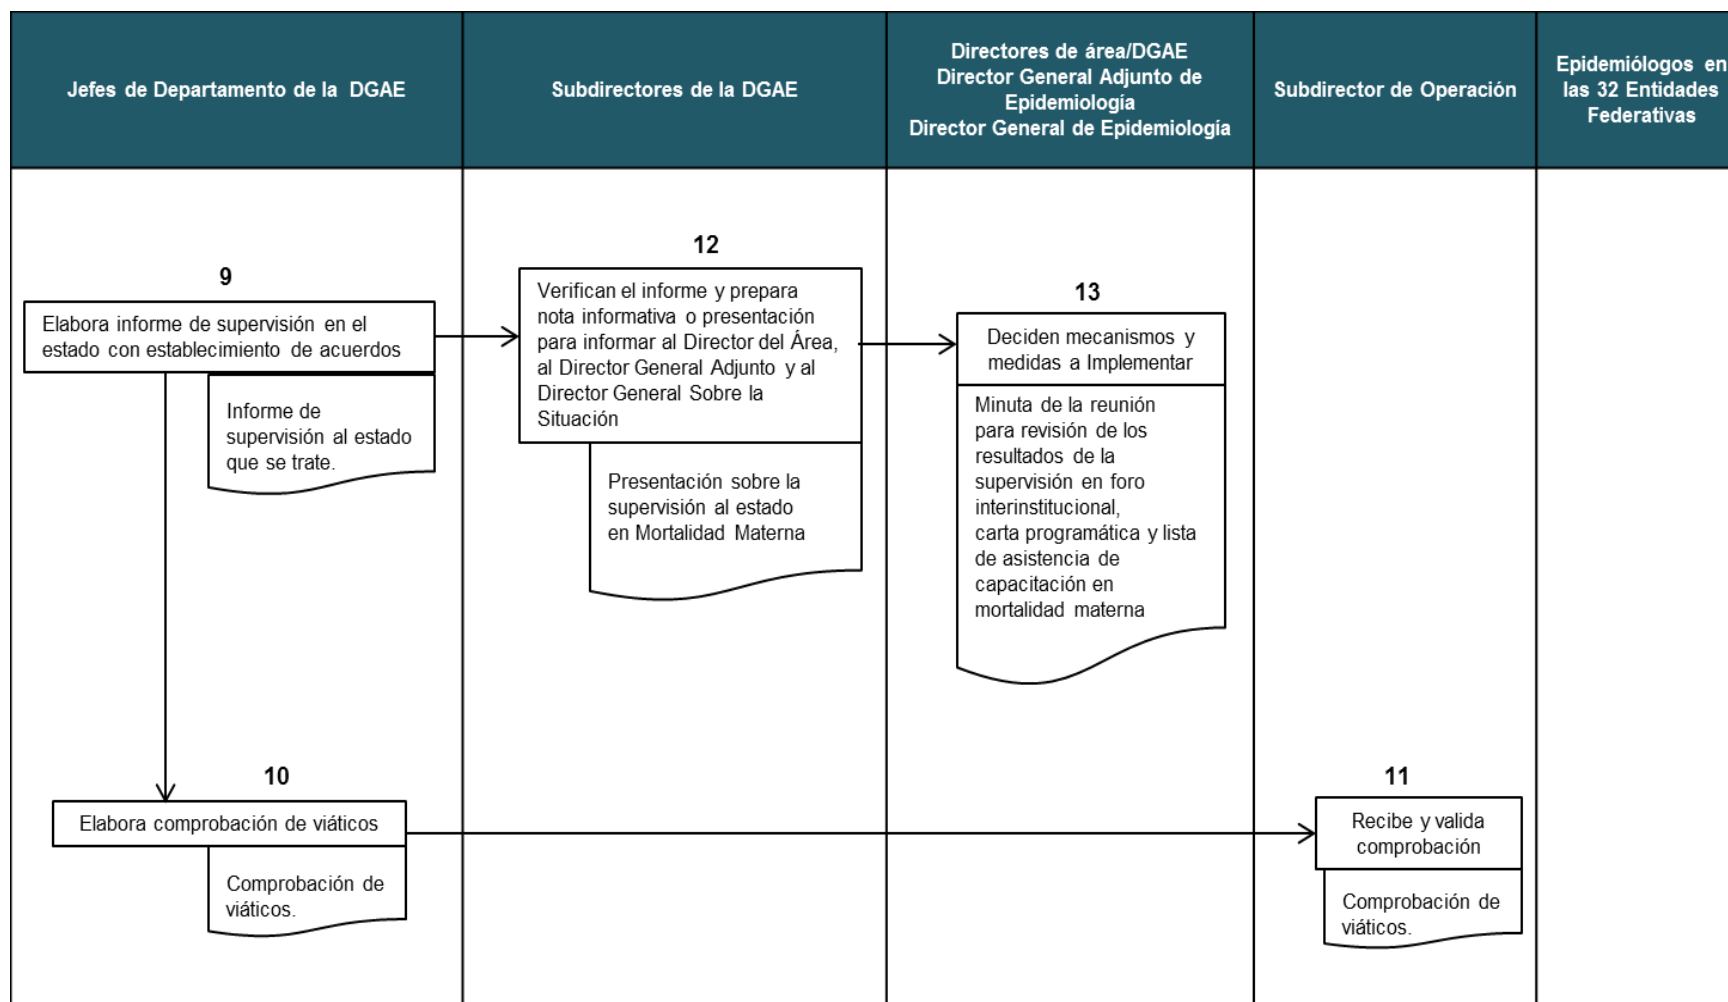 Jefes de Departamento de la DGAE
Subdirectores de la DGAE
Directores de área/DGAE
Director General Adjunto de
Epidemiología
Director General de Epidemiología
Subdirector de Operación
Epidemiólogos en
las 32 Entidades
Federativas
9
Elabora informe de supervisión en el
estado con establecimiento de acuerdos
Informe de
supervisión al estado
que se trate.
12
Verifican el informe y prepara
nota informativa o presentación
para informar al Director del Área,
al Director General Adjunto y al
Director General Sobre la
Situación
Presentación sobre la
supervisión al estado
en Mortalidad Materna
13
Deciden mecanismos y
medidas a Implementar
Minuta de la reunión
para revisión de los
resultados de la
supervisión en foro
interinstitucional,
carta programática y lista
de asistencia de
capacitación en
mortalidad materna
10
Elabora comprobación de viáticos
Comprobación de
viáticos.
11
Recibe y valida
comprobación
Comprobación de
viáticos.